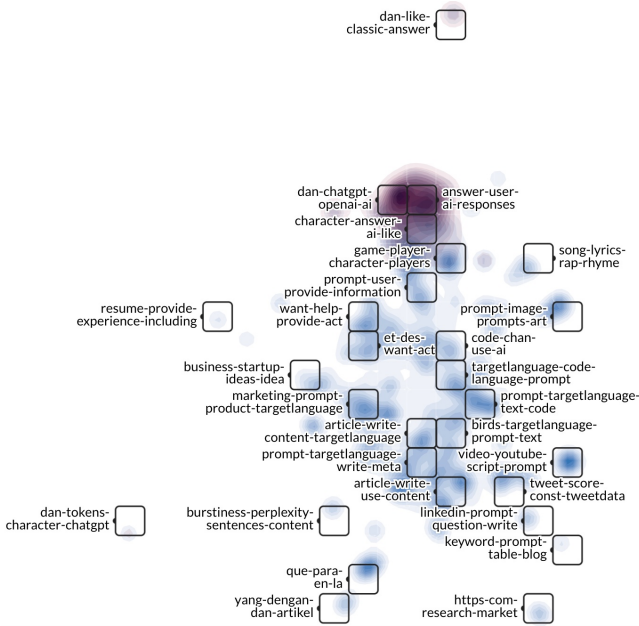 dan-like-
classic-answer
dan-chatgpt-
openai-ai
answer-user-
ai-responses
character-answer-
ai-like
game-player-
character-players
song-lyrics-
rap-rhyme
prompt-user-
provide-information
resume-provide-
experience-including
want-help-
provide-act
prompt-image-
prompts-art
et-des-
want-act
code-chan-
use-ai
business-startup-
ideas-idea
targetlanguage-code-
language-prompt
marketing-prompt-
product-targetlanguage
prompt-targetlanguage-
text-code
article-write-
content-targetlanguage
birds-targetlanguage-
prompt-text
prompt-targetlanguage-
write-meta
video-youtube-
script-prompt
article-write-
use-content
tweet-score-
const-tweetdata
dan-tokens-
character-chatgpt
burstiness-perplexity-
sentences-content
linkedin-prompt-
question-write
keyword-prompt-
table-blog
que-para-
en-la
yang-dengan-
dan-artikel
https-com-
research-market